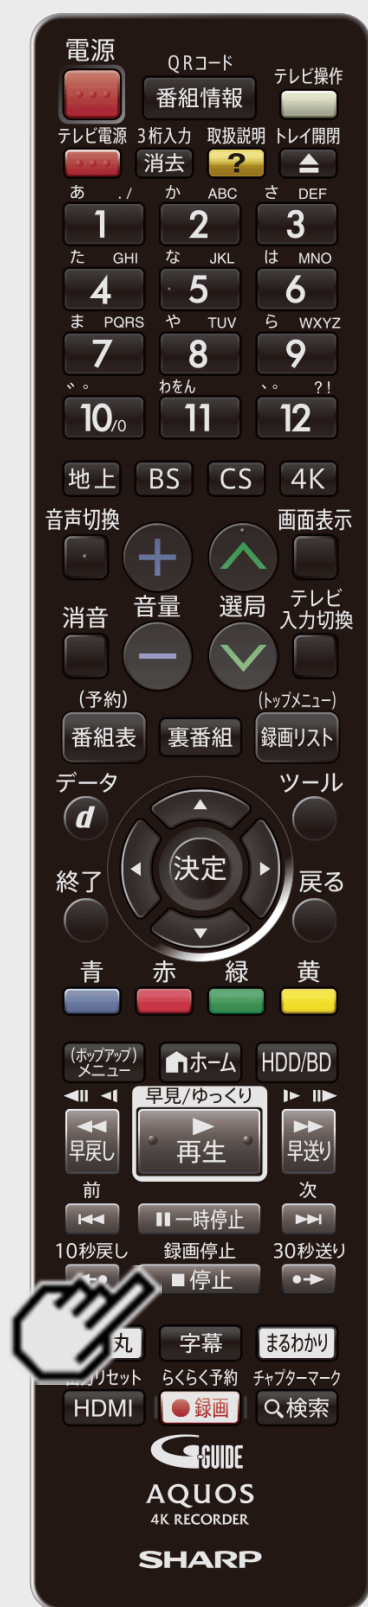 電源
QRコード
テレビ操作
番組情報
テレビ電源 3桁入力 取扱説明 トレイ開閉
消去 ?
あ ./ か ABC さ DEF
1 2 3
た GHI な JKL は MNO
4 5 6
ま PQRS や TUV ら WXYZ
7 8 9
゛゜ わをん 、。 ?!
10/0 11 12
地上 BS CS 4K
音声切換 画面表示
消音 音量 選局 テレビ
入力切換
(予約) (トップメニュー)
番組表 裏番組 録画リスト
データ ツール
d
決定
終了 戻る
青 赤 緑 黄
(ポップアップ)
メニュー ホーム HDD/BD
早見/ゆっくり
早戻し 再生 早送り
前 次
一時停止
10秒戻し 録画停止 30秒送り
停止
丸 字幕 まるわかり
リセット らくらく予約 チャプターマーク
HDMI 録画 検索
G-GUIDE
AQUOS
4K RECORDER
SHARP